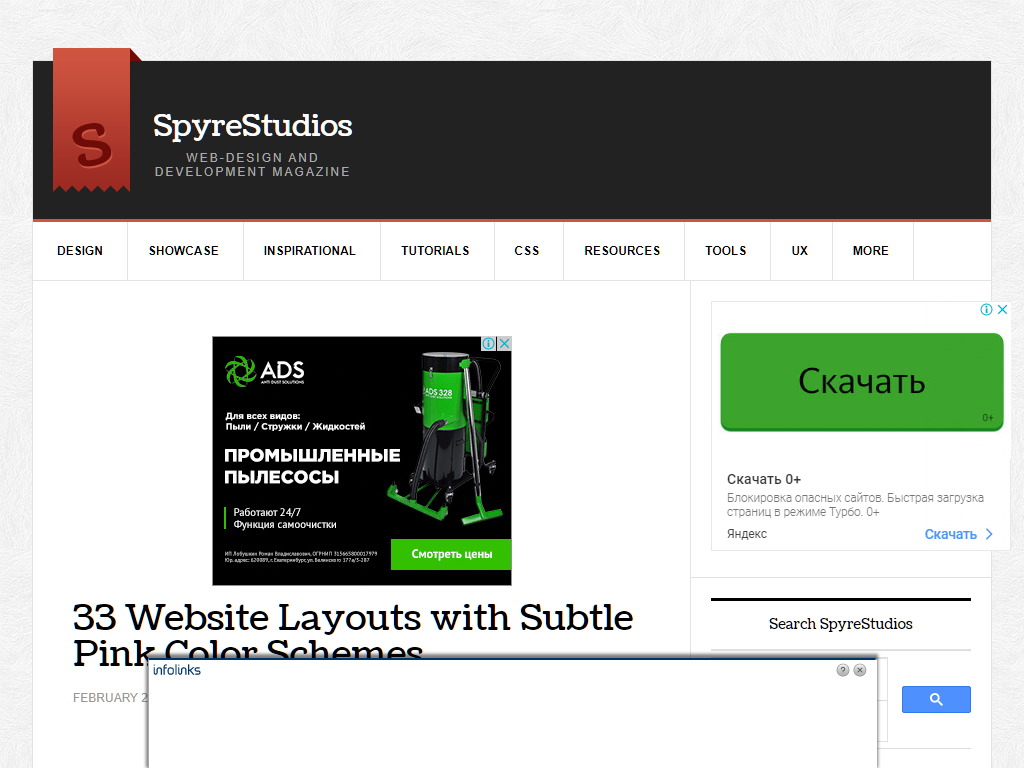 S
SpyreStudios
WEB-DESIGN AND
DEVELOPMENT MAGAZINE
DESIGN
SHOWCASE
INSPIRATIONAL
TUTORIALS
CSS
RESOURCES
TOOLS
UX
MORE
ADS
ANTI DUST SOLUTIONS
ADS 328
Для всех видов:
Пыли / Стружки / Жидкостей
ПРОМЫШЛЕННЫЕ
ПЫЛЕСОСЫ
Работают 24/7
Функция самоочистки
ИП Лобушкин Роман Владиславович, ОГРНИП 315665800017979
Юр. адрес: 620089, г. Екатеринбург, ул. Белинского 177а/3-287
Смотреть цены
Скачать
0+
Скачать 0+
Блокировка опасных сайтов. Быстрая загрузка
страниц в режиме Турбо. 0+
Яндекс
Скачать
33 Website Layouts with Subtle
Pink Color Schemes
FEBRUARY 2
Search SpyreStudios
infolinks